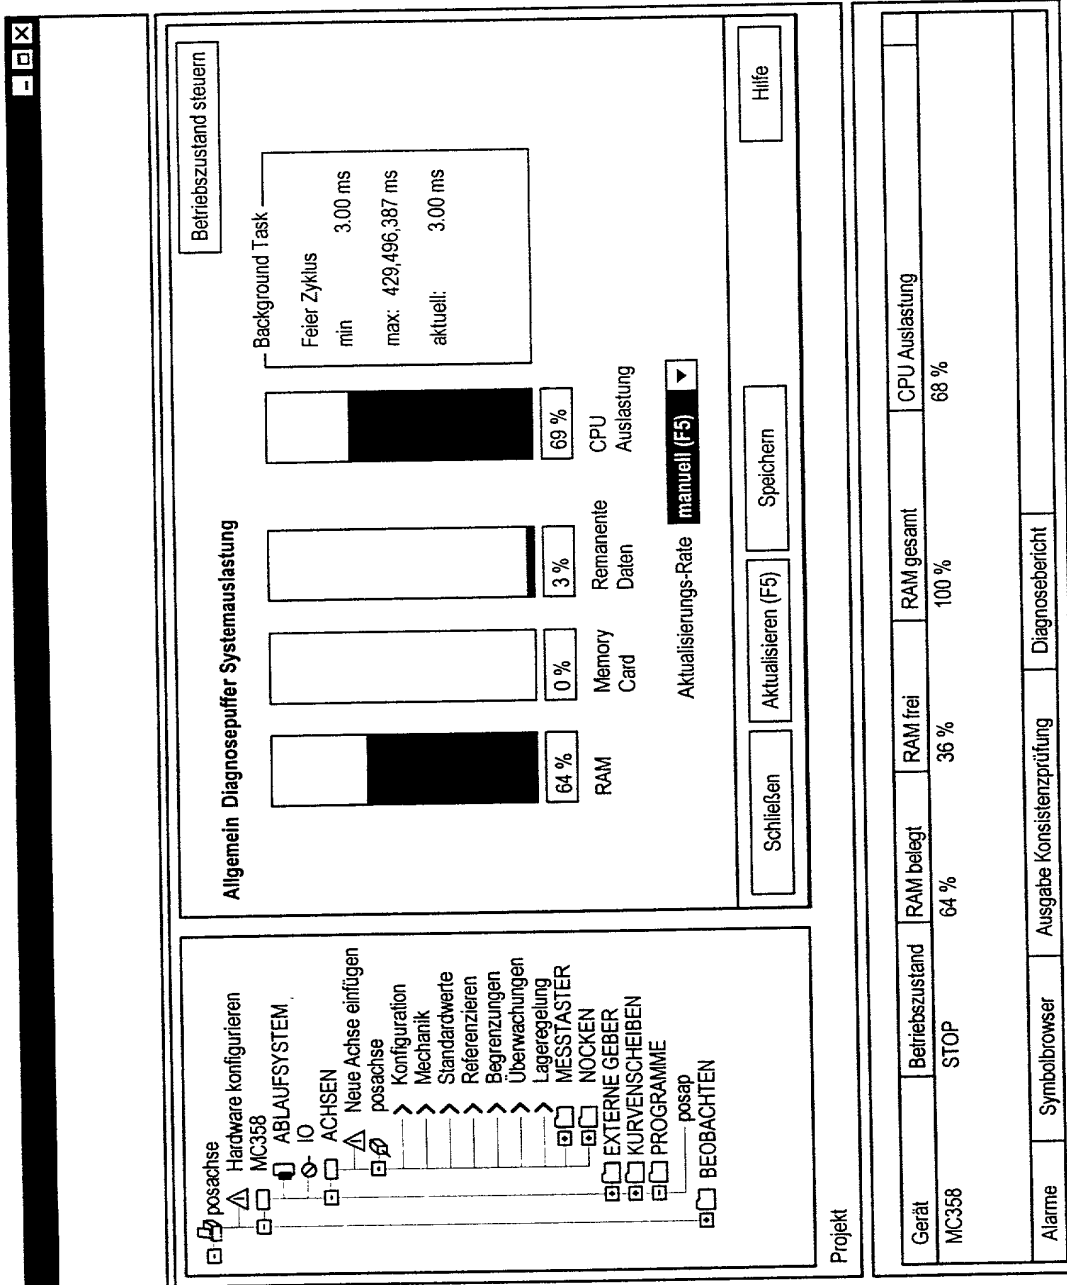 posachse
Hardware konfigurieren
MC358
ABLAUFSYSTEM
IO
ACHSEN
Neue Achse einfügen
posachse
Konfiguration
Mechanik
Standardwerte
Referenzieren
Begrenzungen
Überwachungen
Lageregelung
MESSTASTER
NOCKEN
EXTERNE GEBER
KURVENSCHEIBEN
PROGRAMME
posap
BEOBACHTEN
Projekt
Betriebszustand steuern
Allgemein Diagnosepuffer Systemauslastung
Background Task
Feier Zyklus
min 3.00 ms
max: 429,496,387 ms
aktuell: 3.00 ms
64 % 0 % 3 % 69 %
RAM Memory Remanente CPU
Card Daten Auslastung
Aktualisierungs-Rate manuell (F5)
Schließen Aktualisieren (F5) Speichern Hilfe
Gerät Betriebszustand RAM belegt RAM frei RAM gesamt CPU Auslastung
MC358 STOP 64 % 36 % 100 % 68 %
Alarme Symbolbrowser Ausgabe Konsistenzprüfung Diagnosebericht